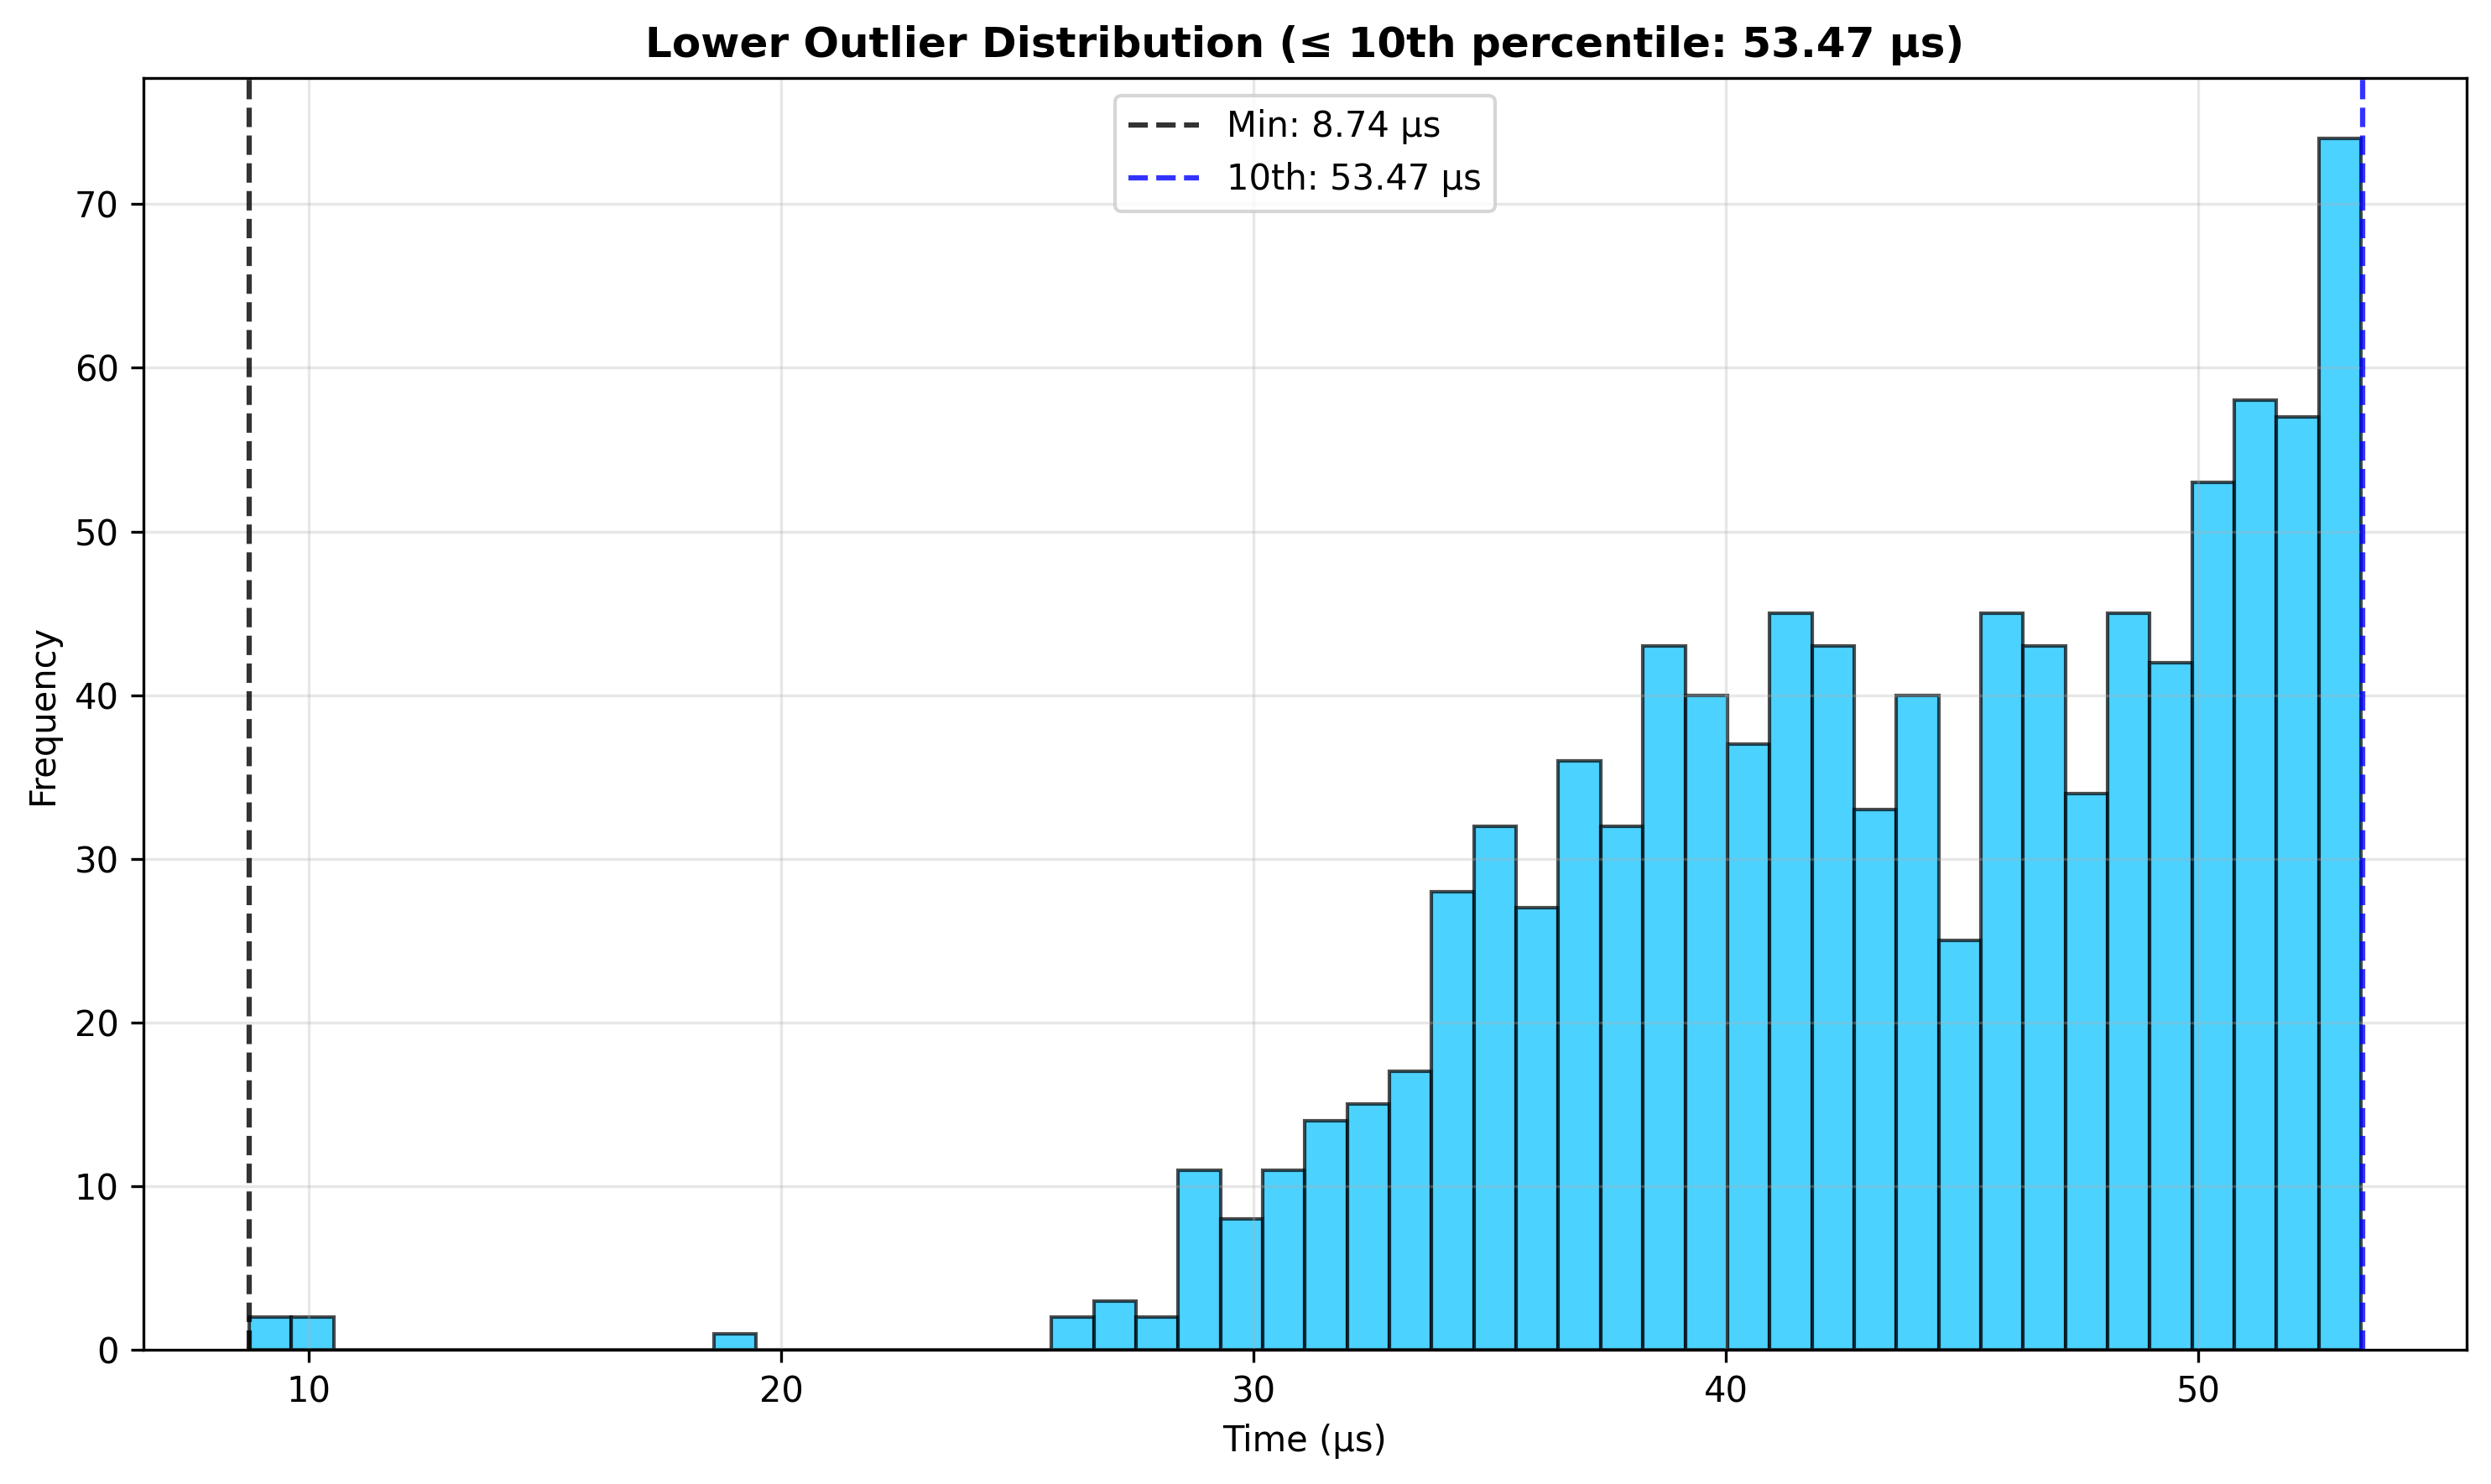 Lower Outlier Distribution (≤ 10th percentile: 53.47 µs)
Min: 8.74 µs
10th: 53.47 µs
70
60
50
40
30
20
10
0
Frequency
10 20 30 40 50
Time (µs)